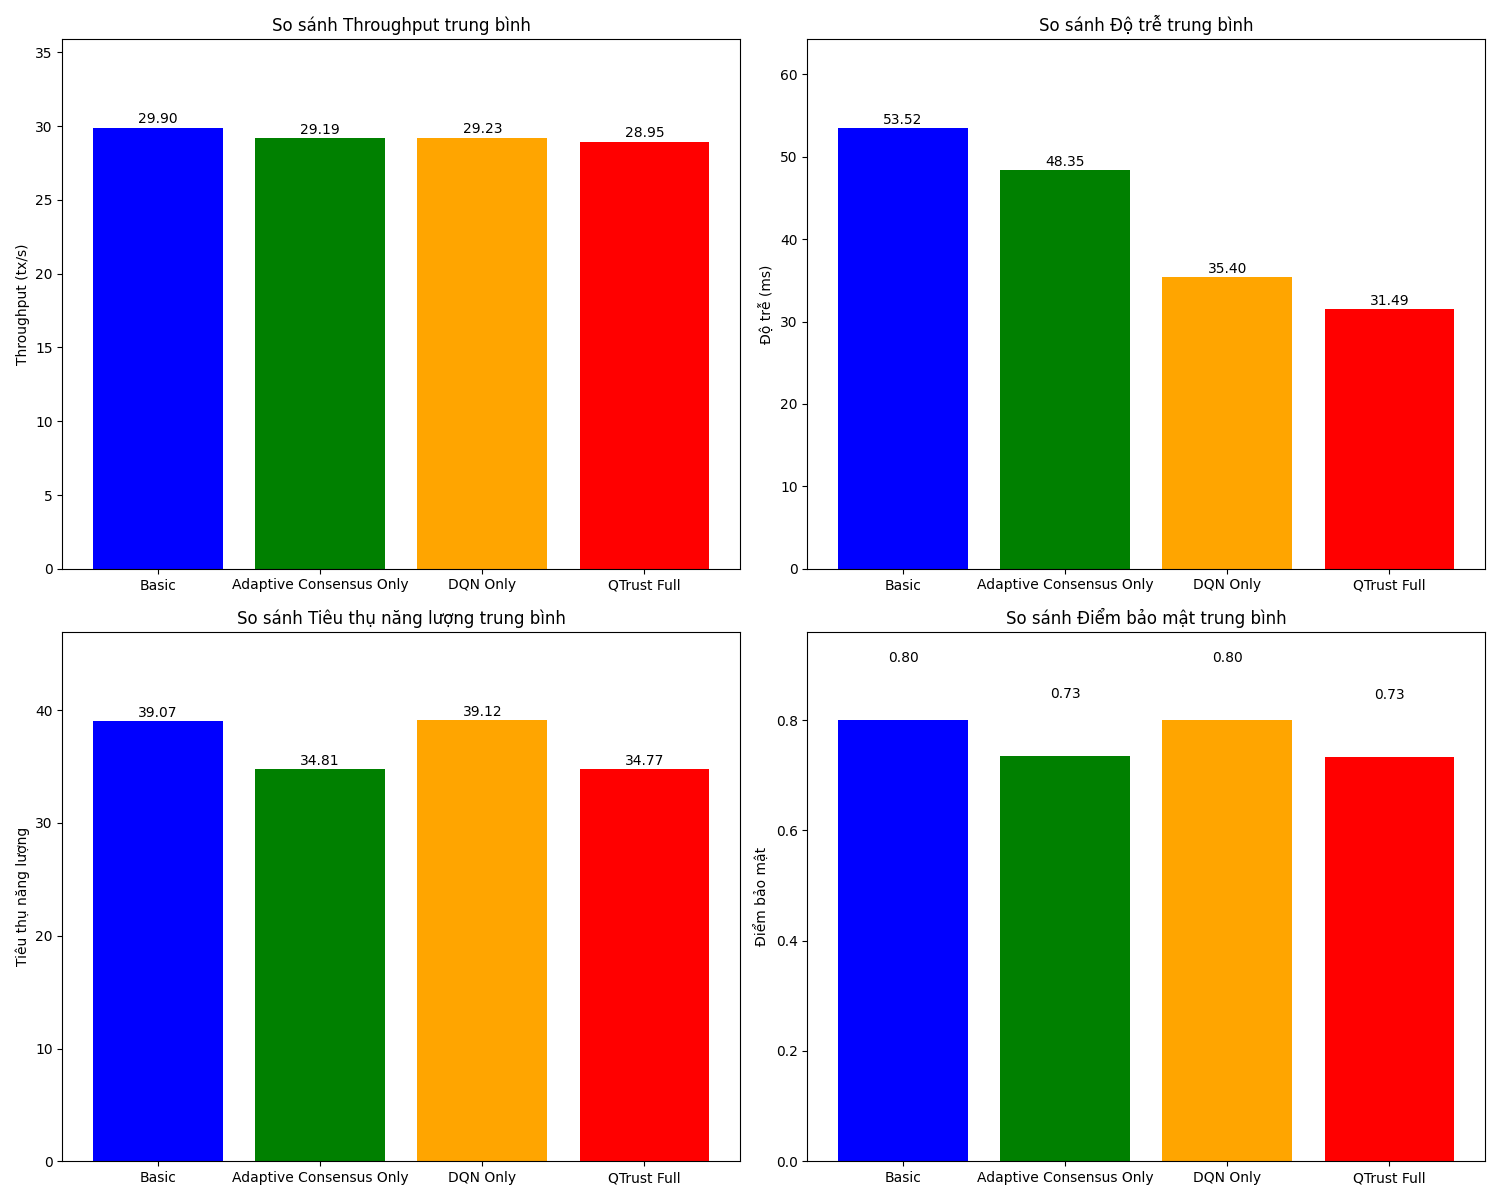 So sánh Throughput trung bình
Throughput (tx/s)
35
30
25
20
15
10
5
0
29.90
29.19
29.23
28.95
Basic
Adaptive Consensus Only
DQN Only
QTrust Full
So sánh Độ trễ trung bình
Độ trễ (ms)
60
50
40
30
20
10
0
53.52
48.35
35.40
31.49
Basic
Adaptive Consensus Only
DQN Only
QTrust Full
So sánh Tiêu thụ năng lượng trung bình
Tiêu thụ năng lượng
40
30
20
10
0
39.07
34.81
39.12
34.77
Basic
Adaptive Consensus Only
DQN Only
QTrust Full
So sánh Điểm bảo mật trung bình
Điểm bảo mật
0.8
0.6
0.4
0.2
0.0
0.80
0.73
0.80
0.73
Basic
Adaptive Consensus Only
DQN Only
QTrust Full